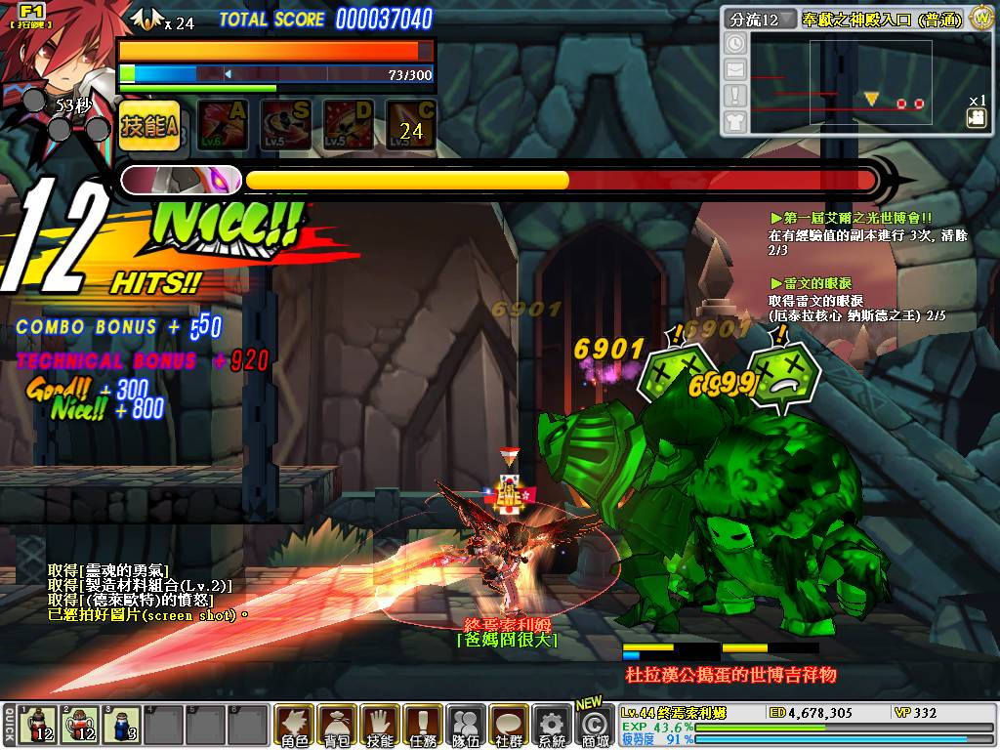 F1
[按鍵]
x 24
TOTAL SCORE 000037040
73/300
53秒
技能A
A
Lv.6
S
Lv.5
D
Lv.5
C
24
分流12
奉獻之神殿入口 (普通)
W
x1
12 HITS!!
Nice!!
COMBO BONUS + 550
TECHNICAL BONUS + 920
Good!! + 300
Nice!! + 800
▶第一屆艾爾之光世博會!!
在有經驗值的副本進行 3次, 清除
2/3
▶雷文的眼淚
取得雷文的眼淚
(厄泰拉核心 納斯德之王) 2/5
6901
6901
6901
1st
EWE
取得[靈魂的勇氣]
取得[製造材料組合(Lv.2)]
取得[(德萊歐特)的憤怒]
已經拍好圖片(screen shot)。
終焉索利姆
[爸媽問很大]
杜拉漢公搗蛋的世博吉祥物
QUICK
1
12
2
12
3
3
4
5
6
角色
背包
技能
任務
隊伍
社群
系統
NEW
商城
Lv.44 終焉索利姆
ED 4,678,305
VP 332
EXP 43.6%
疲勞度 91%